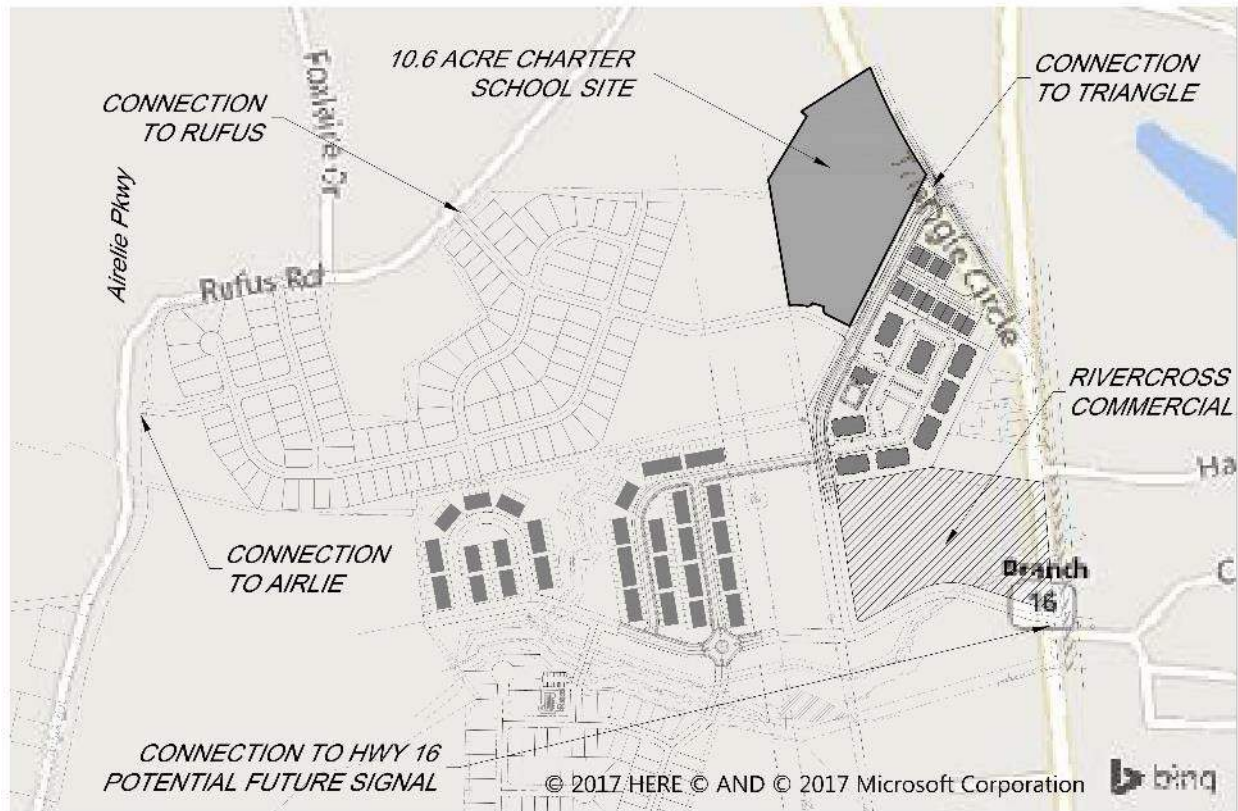 10.6 ACRE CHARTER
SCHOOL SITE
CONNECTION
TO TRIANGLE
CONNECTION
TO RUFUS
Foxlaire Dr
Airelie Pkwy
Rufus Rd
Circle
RIVERCROSS
COMMERCIAL
CONNECTION
TO AIRLIE
Branch
16
Ha
C
CONNECTION TO HWY 16
POTENTIAL FUTURE SIGNAL
© 2017 HERE © AND © 2017 Microsoft Corporation
bing